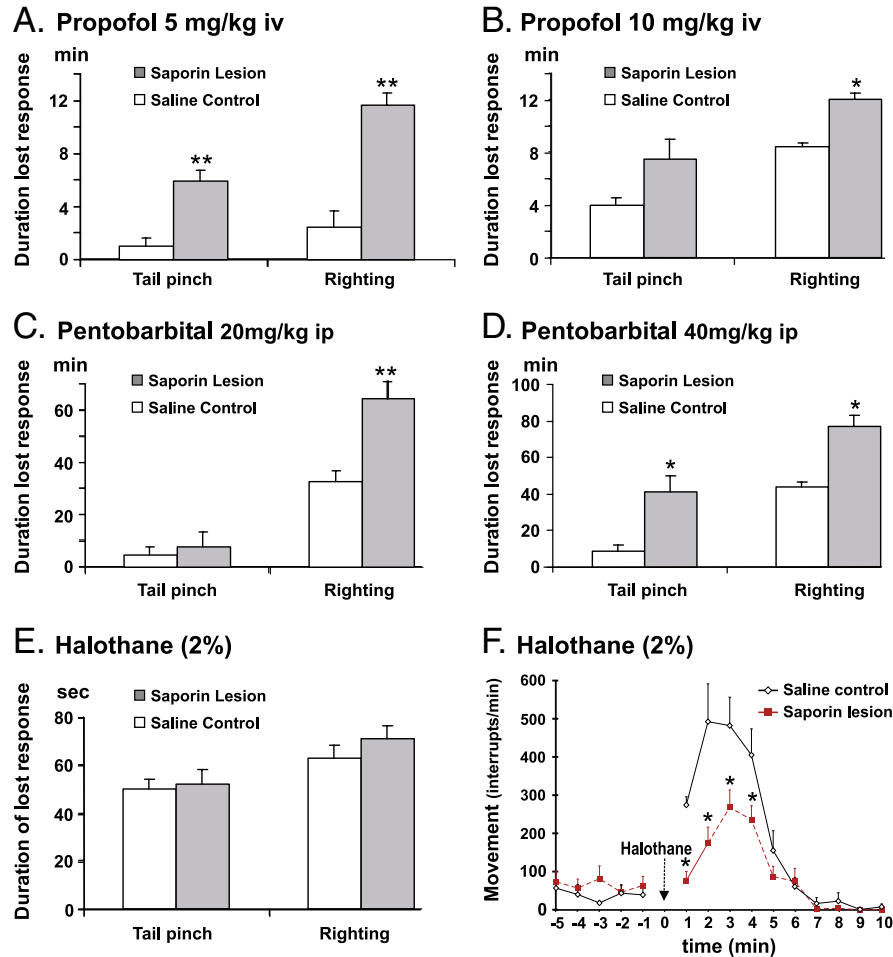 A. Propofol 5 mg/kg iv
min
Saporin Lesion
Saline Control
Duration lost response
12
8
4
0
**
**
Tail pinch
Righting
B. Propofol 10 mg/kg iv
min
Saporin Lesion
Saline Control
Duration lost response
12
8
4
0
*
Tail pinch
Righting
C. Pentobarbital 20mg/kg ip
min
Saporin Lesion
Saline Control
Duration lost response
60
40
20
0
**
Tail pinch
Righting
D. Pentobarbital 40mg/kg ip
min
Saporin Lesion
Saline Control
Duration lost response
100
80
60
40
20
0
*
*
Tail pinch
Righting
E. Halothane (2%)
sec
Saporin Lesion
Saline Control
Duration of lost response
80
60
40
20
0
Tail pinch
Righting
F. Halothane (2%)
Saline control
Saporin lesion
Movement (interrupts/min)
600
500
400
300
200
100
0
Halothane
*
*
*
*
-5 -4 -3 -2 -1 0 1 2 3 4 5 6 7 8 9 10
time (min)